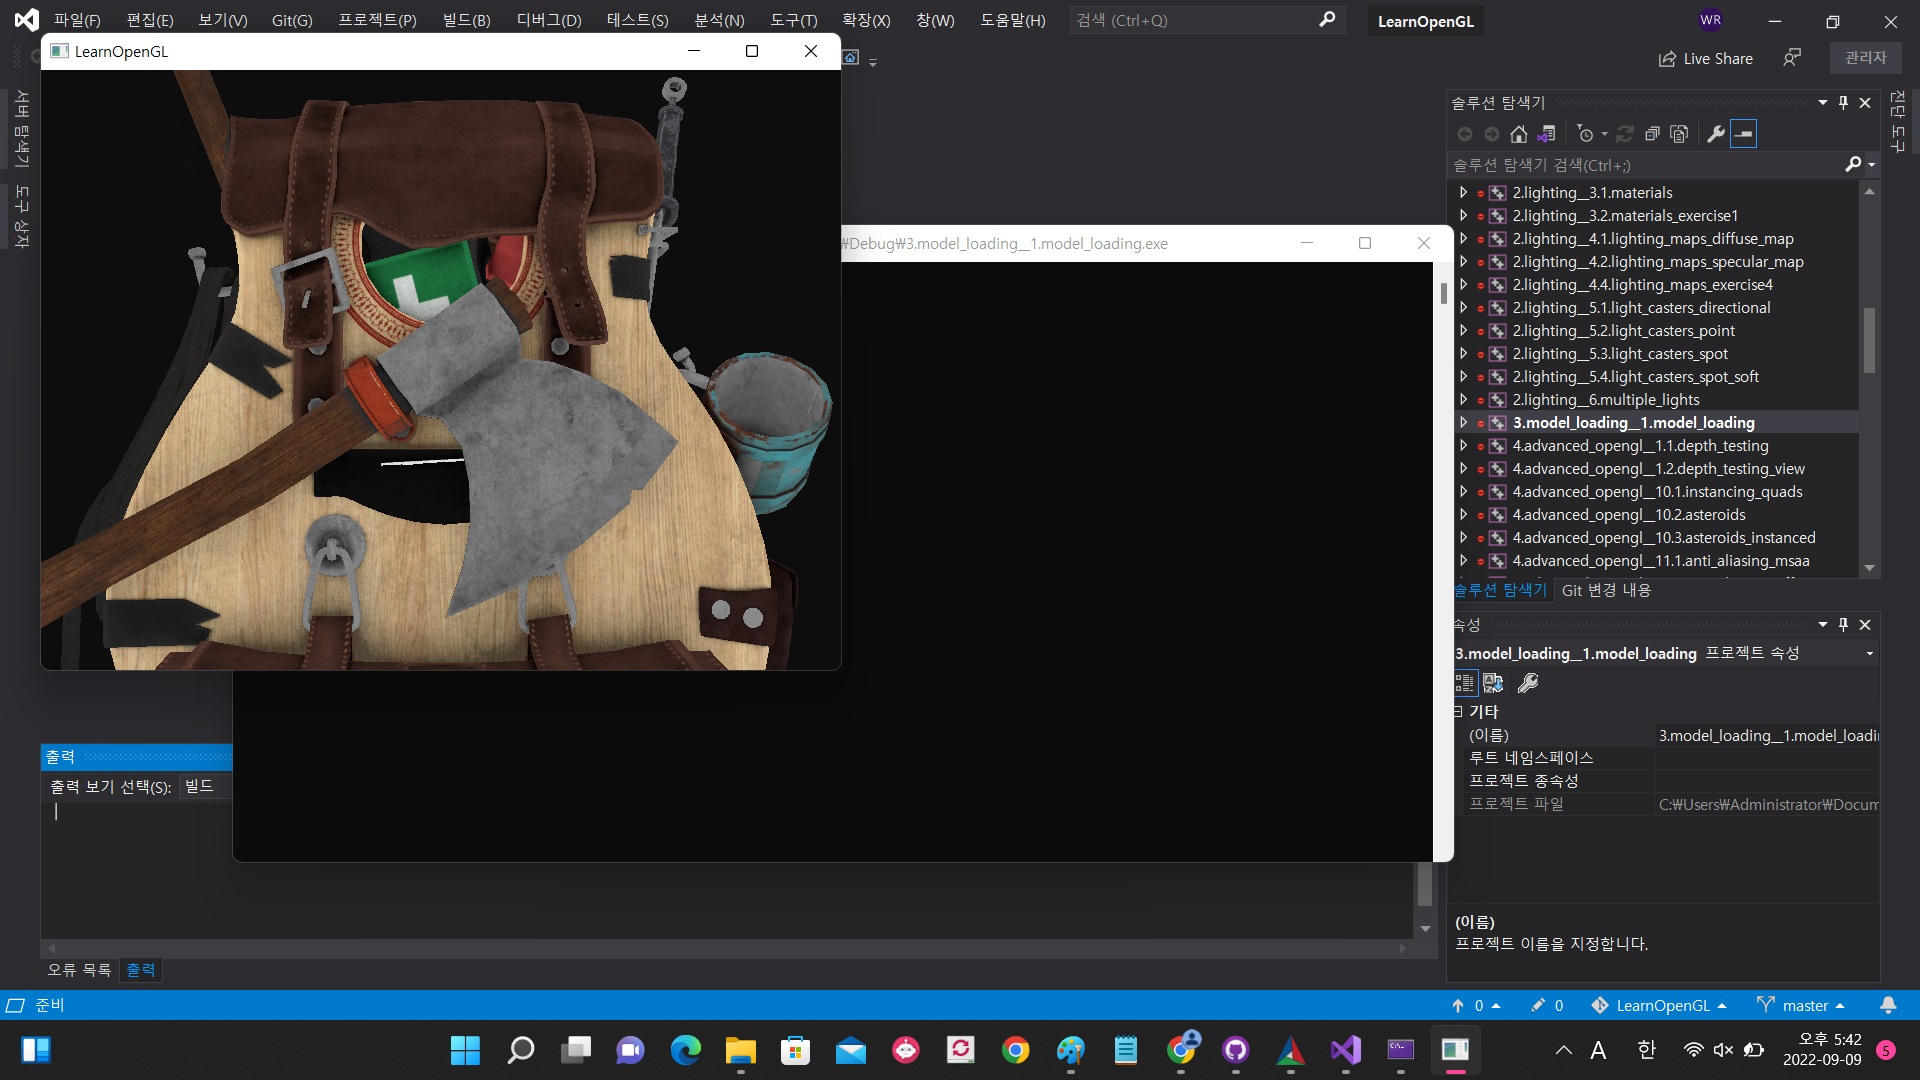 파일(F) 편집(E) 보기(V) Git(G) 프로젝트(P) 빌드(B) 디버그(D) 테스트(S) 분석(N) 도구(T) 확장(X) 창(W) 도움말(H) 검색 (Ctrl+Q) LearnOpenGL WR
LearnOpenGL
Live Share
관리자
서버 탐색기
도구 상자
진단 도구
솔루션 탐색기
솔루션 탐색기 검색(Ctrl+;)
2.lighting__3.1.materials
2.lighting__3.2.materials_exercise1
2.lighting__4.1.lighting_maps_diffuse_map
2.lighting__4.2.lighting_maps_specular_map
2.lighting__4.4.lighting_maps_exercise4
2.lighting__5.1.light_casters_directional
2.lighting__5.2.light_casters_point
2.lighting__5.3.light_casters_spot
2.lighting__5.4.light_casters_spot_soft
2.lighting__6.multiple_lights
3.model_loading__1.model_loading
4.advanced_opengl__1.1.depth_testing
4.advanced_opengl__1.2.depth_testing_view
4.advanced_opengl__10.1.instancing_quads
4.advanced_opengl__10.2.asteroids
4.advanced_opengl__10.3.asteroids_instanced
4.advanced_opengl__11.1.anti_aliasing_msaa
솔루션 탐색기 Git 변경 내용
₩Debug₩3.model_loading__1.model_loading.exe
속성
3.model_loading__1.model_loading 프로젝트 속성
기타
(이름) 3.model_loading__1.model_loadi
루트 네임스페이스
프로젝트 종속성
프로젝트 파일 C:₩Users₩Administrator₩Docum
(이름)
프로젝트 이름을 지정합니다.
출력
출력 보기 선택(S): 빌드
오류 목록 출력
준비 0 0 LearnOpenGL master
A 한 오후 5:42
2022-09-09 5